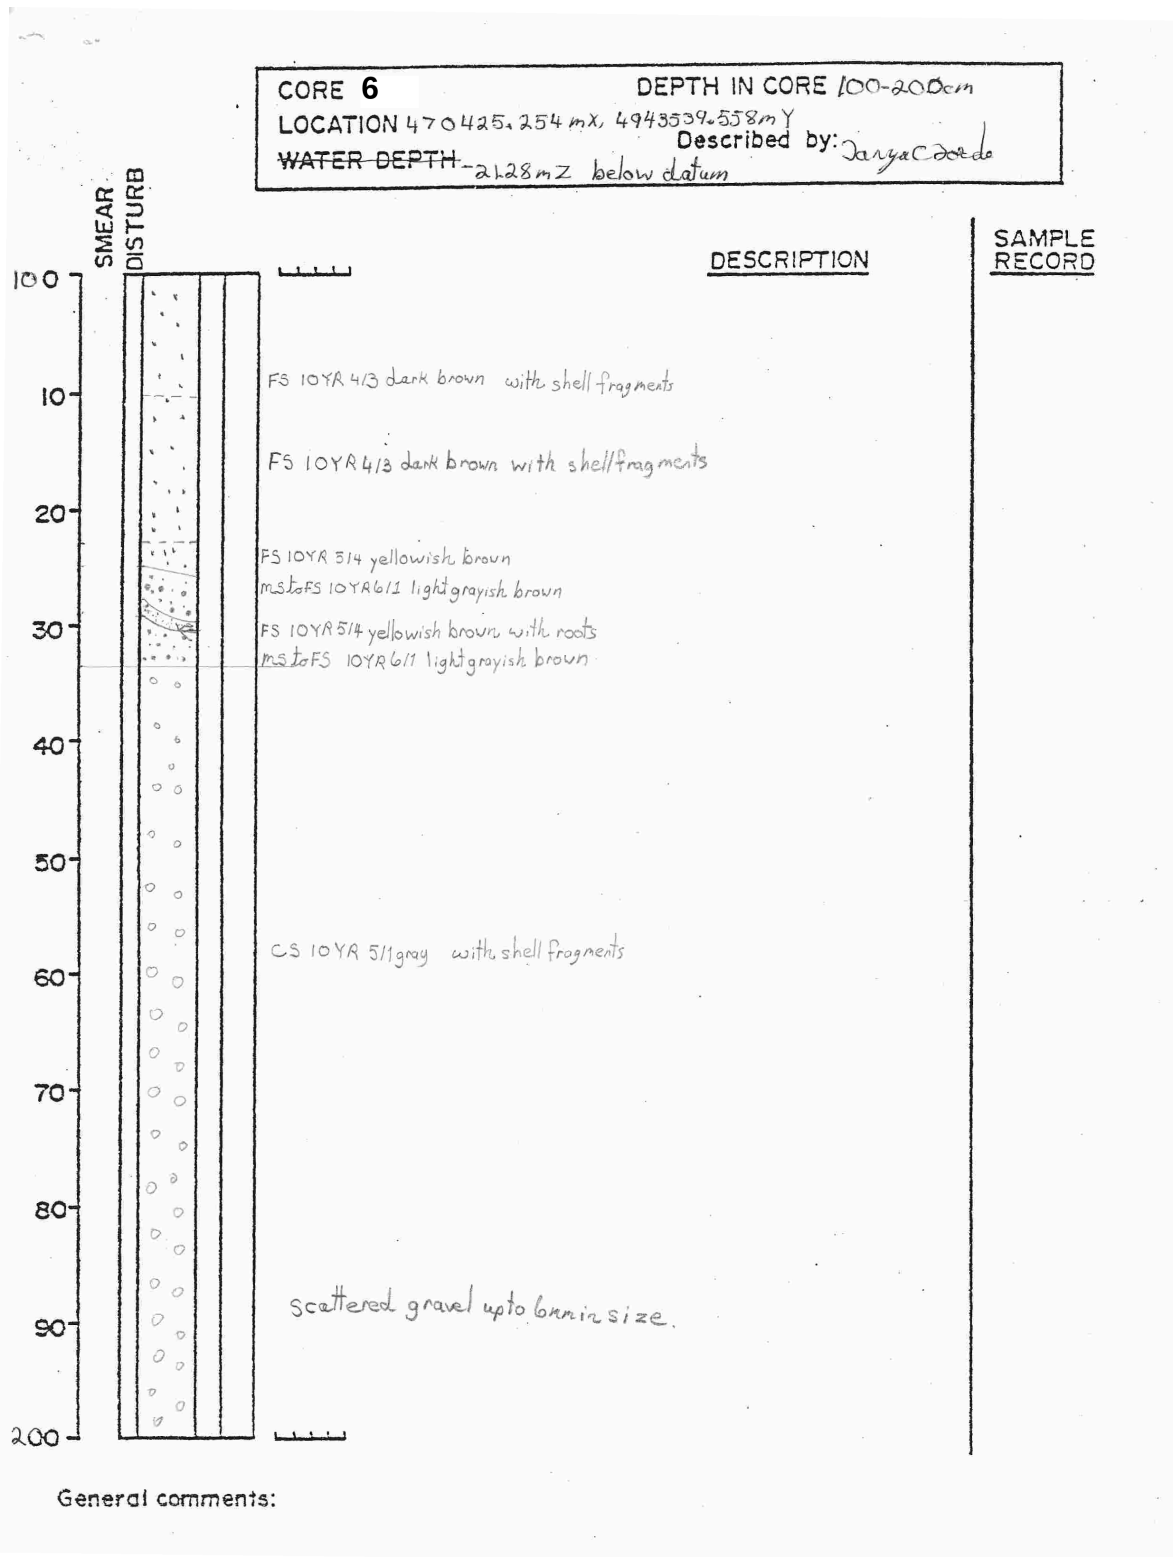 CORE 6 DEPTH IN CORE 100-200cm
LOCATION 470425.254 mX, 4943539.558m Y
Described by:
WATER DEPTH -21.28mZ below datum
SMEAR
DISTURB
DESCRIPTION
SAMPLE
RECORD
100
FS 10YR 4/3 dark brown with shell fragments
10
FS 10YR 4/3 dark brown with shell fragments
20
FS 10YR 5/4 yellowish brown
ms to FS 10YR 6/1 light grayish brown
30
FS 10YR 5/4 yellowish brown with roots
ms to FS 10YR 6/1 light grayish brown
40
50
CS 10YR 5/1 gray with shell fragments
60
70
80
Scattered gravel up to 6mm in size.
90
200
General comments: